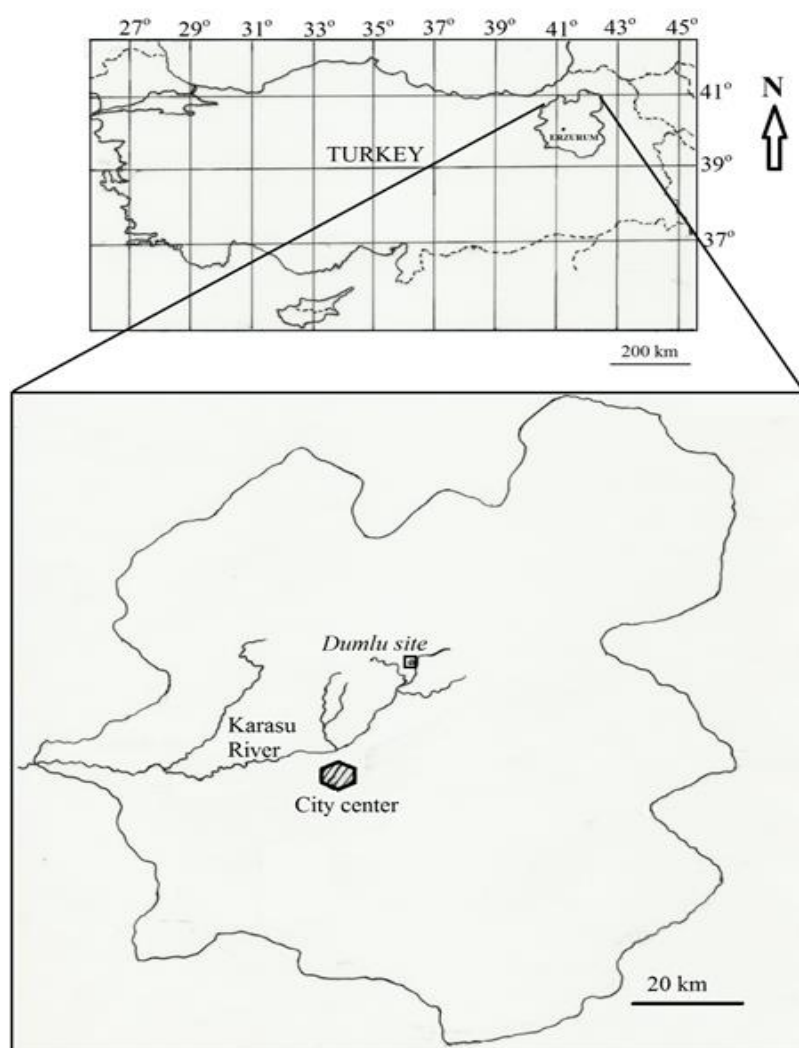 27° 29° 31° 33° 35° 37° 39° 41° 43° 45°
41°
N
ERZURUM
TURKEY
39°
37°
200 km
Dumlu site
Karasu
River
City center
20 km